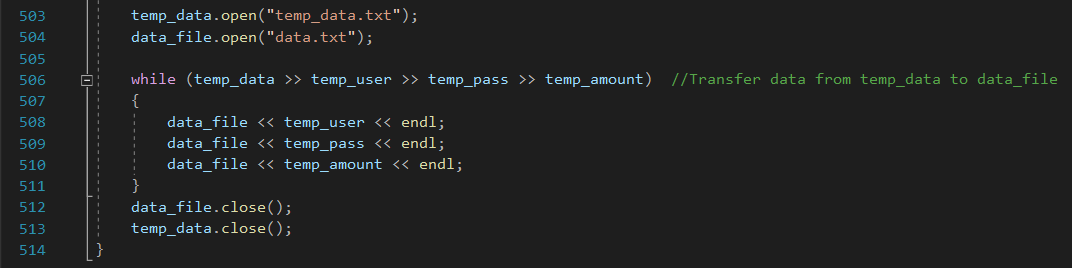 503 temp_data.open("temp_data.txt");
504 data_file.open("data.txt");
505
506 while (temp_data >> temp_user >> temp_pass >> temp_amount)  //Transfer data from temp_data to data_file
507 {
508 data_file << temp_user << endl;
509 data_file << temp_pass << endl;
510 data_file << temp_amount << endl;
511 }
512 data_file.close();
513 temp_data.close();
514 }